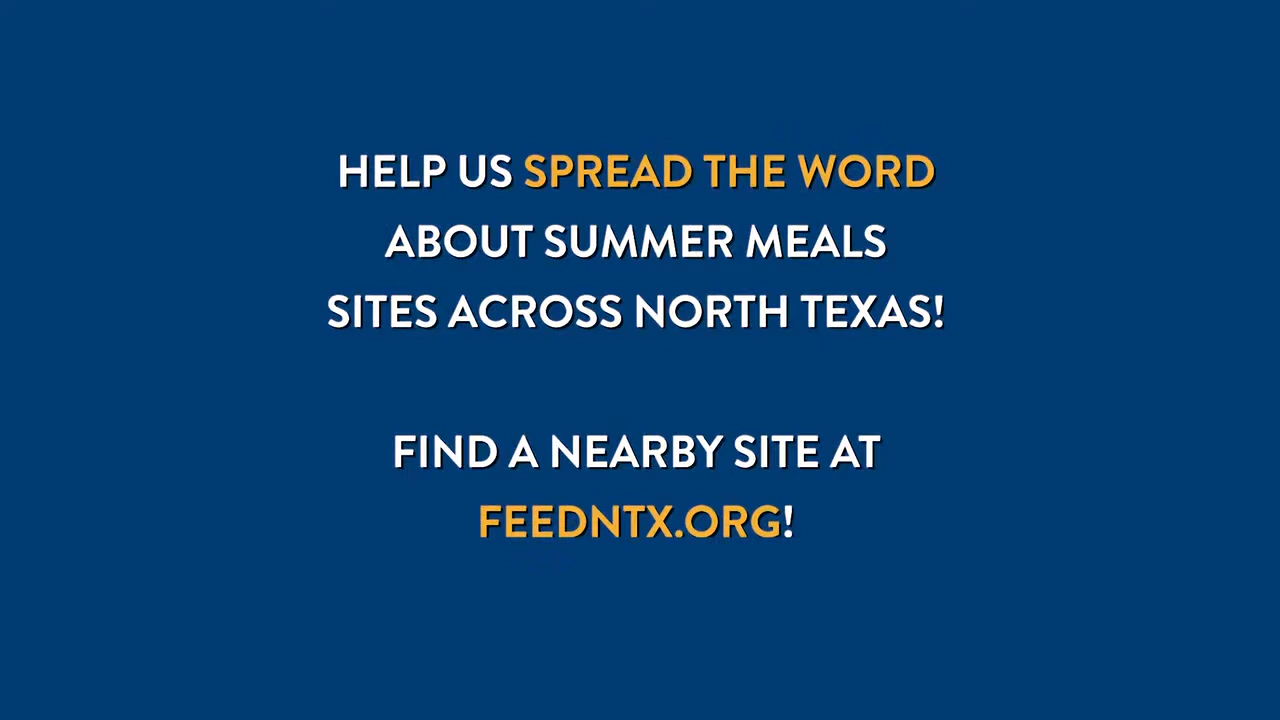 HELP US SPREAD THE WORD
ABOUT SUMMER MEALS
SITES ACROSS NORTH TEXAS!
FIND A NEARBY SITE AT
FEEDNTX.ORG!